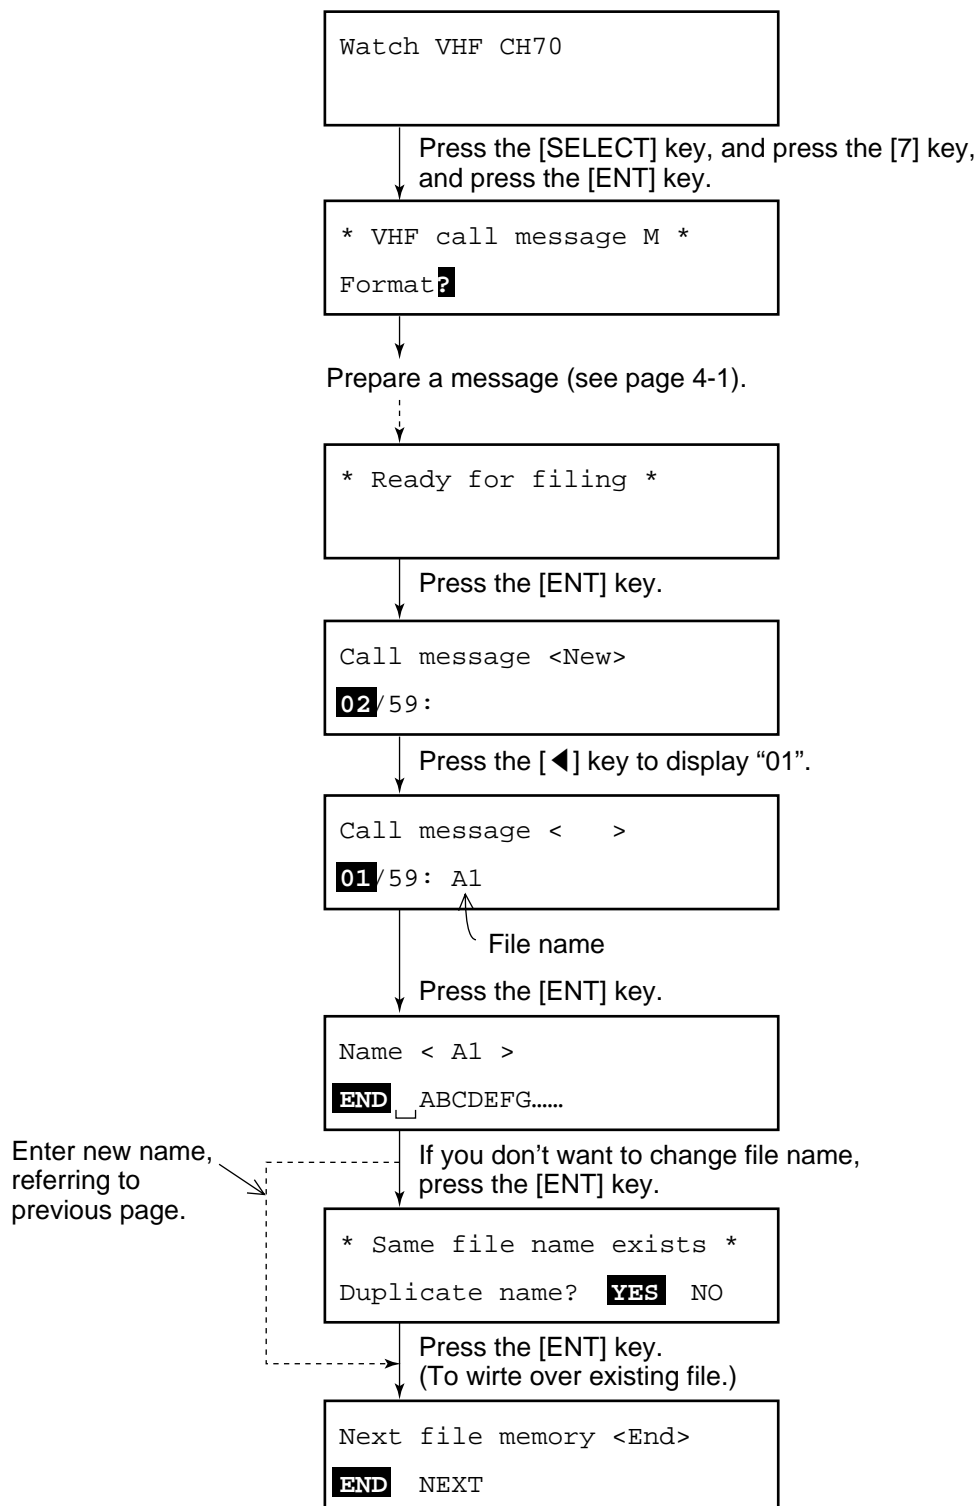 Watch VHF CH70
Press the [SELECT] key, and press the [7] key,
and press the [ENT] key.
* VHF call message M *
Format?
Prepare a message (see page 4-1).
* Ready for filing *
Press the [ENT] key.
Call message <New>
02/59:
Press the [◀] key to display “01”.
Call message <   >
01/59: A1
File name
Press the [ENT] key.
Name < A1 >
END ⎵ABCDEFG......
Enter new name,
referring to
previous page.
If you don’t want to change file name,
press the [ENT] key.
* Same file name exists *
Duplicate name? YES NO
Press the [ENT] key.
(To wirte over existing file.)
Next file memory <End>
END NEXT